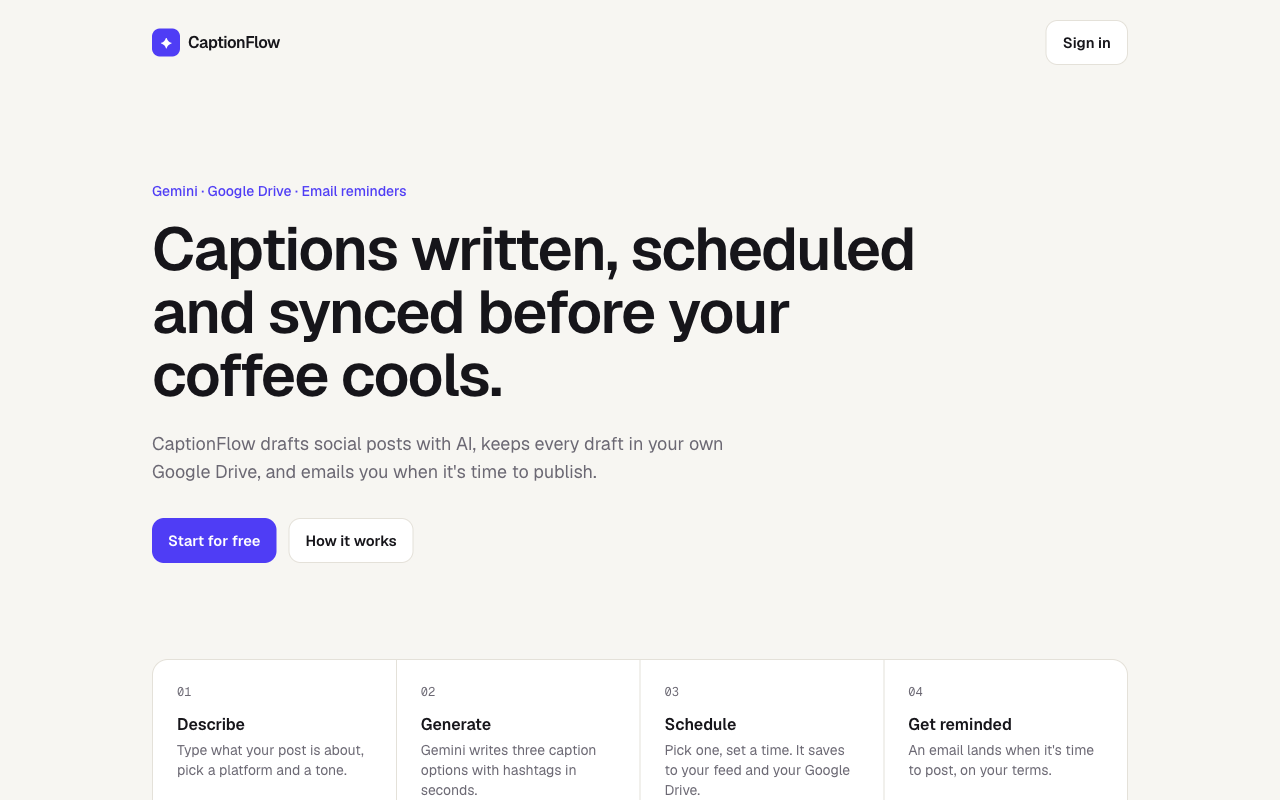 CaptionFlow
Sign in
Gemini · Google Drive · Email reminders
Captions written, scheduled
and synced before your
coffee cools.
CaptionFlow drafts social posts with AI, keeps every draft in your own
Google Drive, and emails you when it's time to publish.
Start for free
How it works
01
Describe
Type what your post is about,
pick a platform and a tone.
02
Generate
Gemini writes three caption
options with hashtags in
seconds.
03
Schedule
Pick one, set a time. It saves
to your feed and your Google
Drive.
04
Get reminded
An email lands when it's time
to post, on your terms.